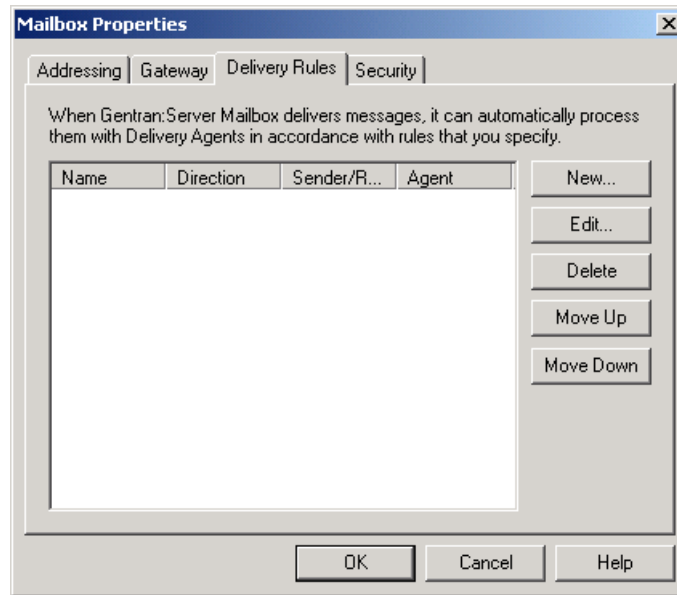 Mailbox Properties
Addressing Gateway Delivery Rules Security
When Gentran:Server Mailbox delivers messages, it can automatically process
them with Delivery Agents in accordance with rules that you specify.
Name Direction Sender/R... Agent
New...
Edit...
Delete
Move Up
Move Down
OK Cancel Help